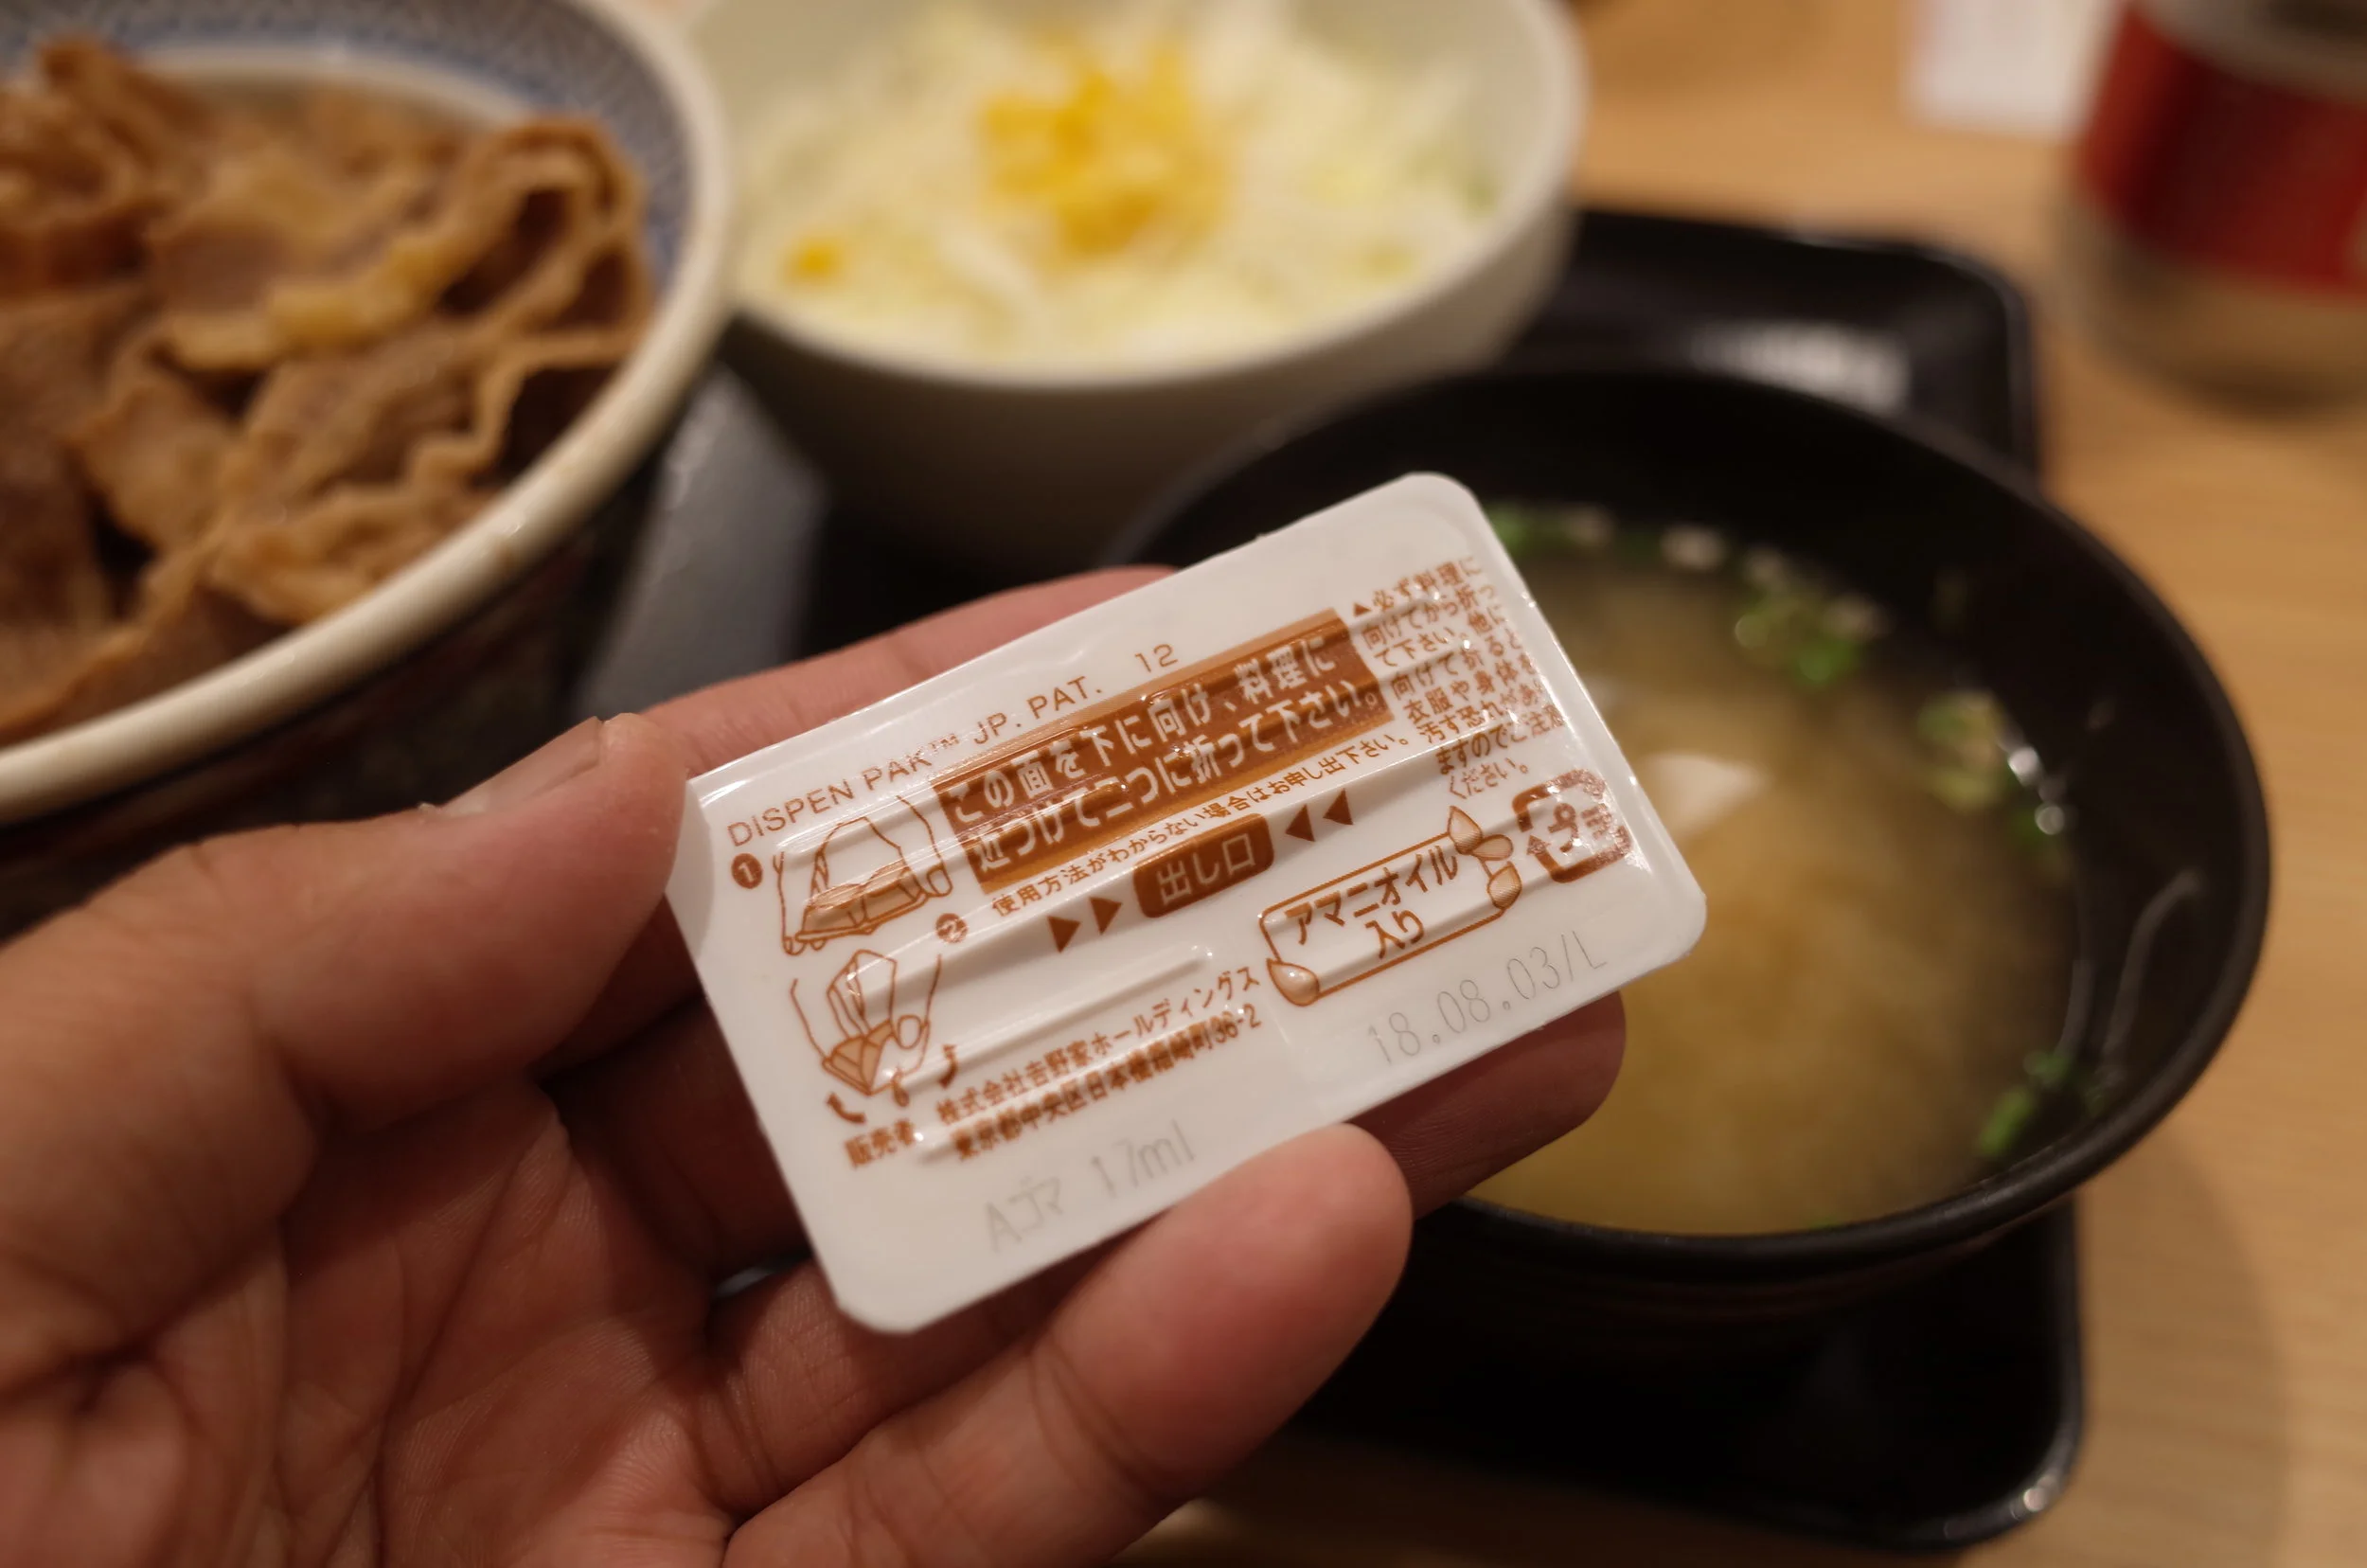 DISPEN PAK™ JP. PAT. 12
この面を下に向け、料理に
近づけて二つに折って下さい。
使用方法がわからない場合はお申し出下さい。
▲必ず料理に
向けてから折っ
て下さい。他に
向けて折ると
衣服や身体を
汚す恐れがあり
ますのでご注意
ください。
1
2
▶▶ 出し口 ◀◀
アマニオイル
入り
プラ
18.08.03/L
販売者 株式会社吉野家ホールディングス
東京都中央区日本橋箱崎町36-2
Aゴマ 17ml